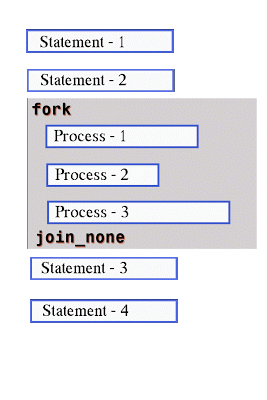 Statement - 1
Statement - 2
fork
Process - 1
Process - 2
Process - 3
join_none
Statement - 3
Statement - 4